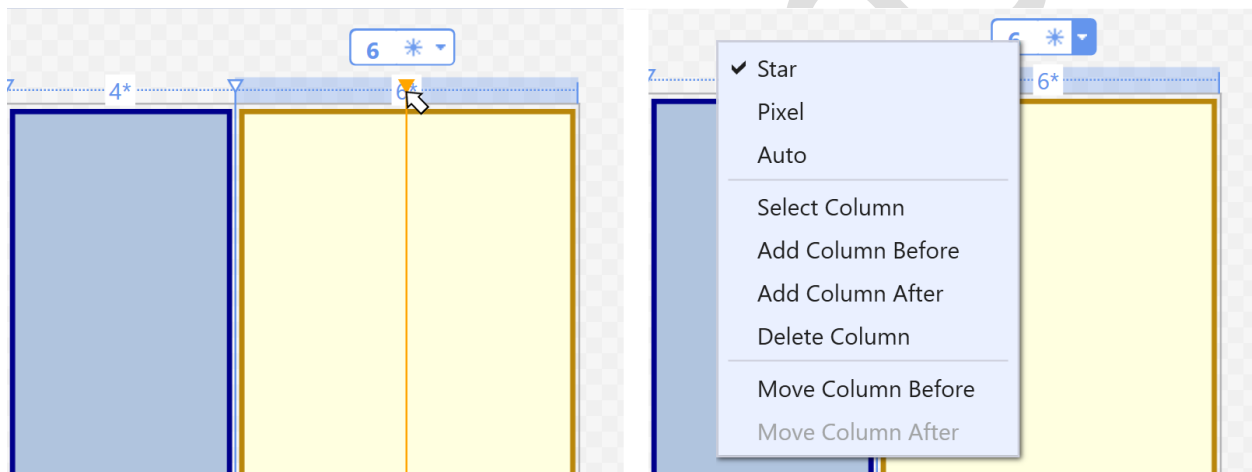 6 *
4*
6*
6 *
6*
Star
Pixel
Auto
Select Column
Add Column Before
Add Column After
Delete Column
Move Column Before
Move Column After